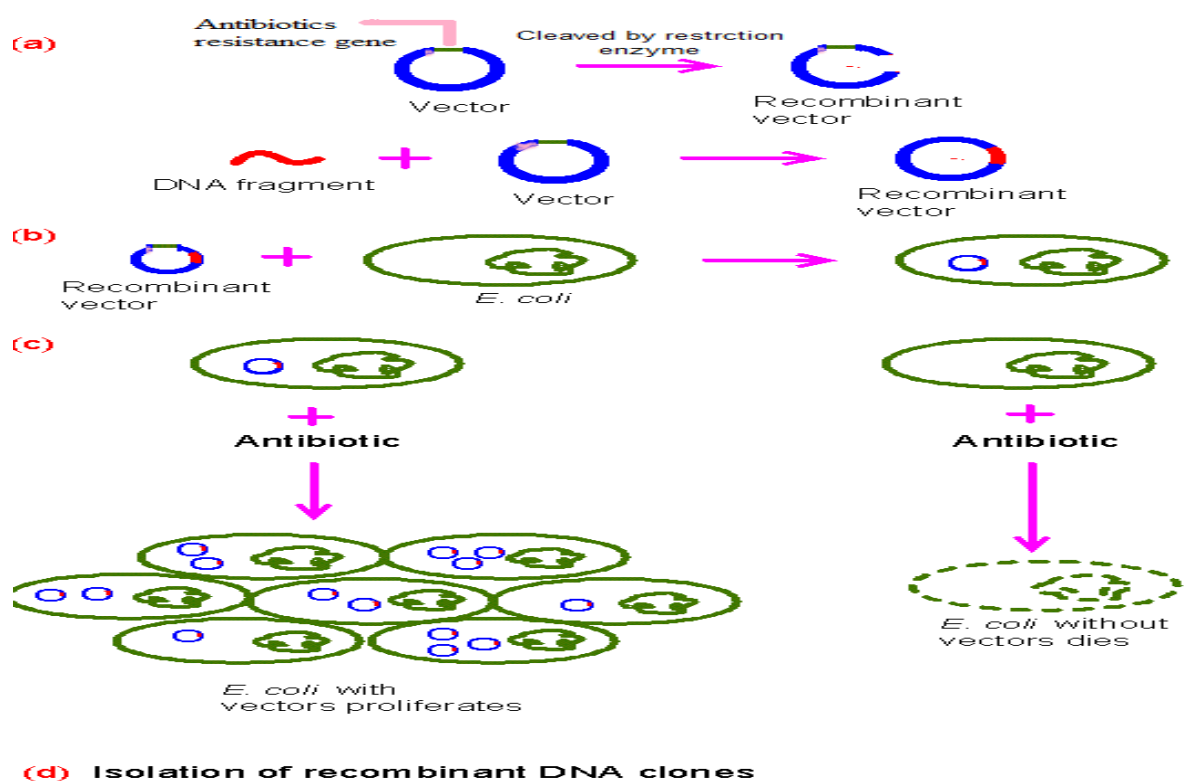 (a)
Antibiotics
resistance gene
Cleaved by restrction
enzyme
Vector
Recombinant
vector
+
DNA fragment
Vector
Recombinant
vector
(b)
+
Recombinant
vector
E. coli
(c)
+
Antibiotic
+
Antibiotic
E. coli with
vectors proliferates
E. coli without
vectors dies
(d) Isolation of recombinant DNA clones